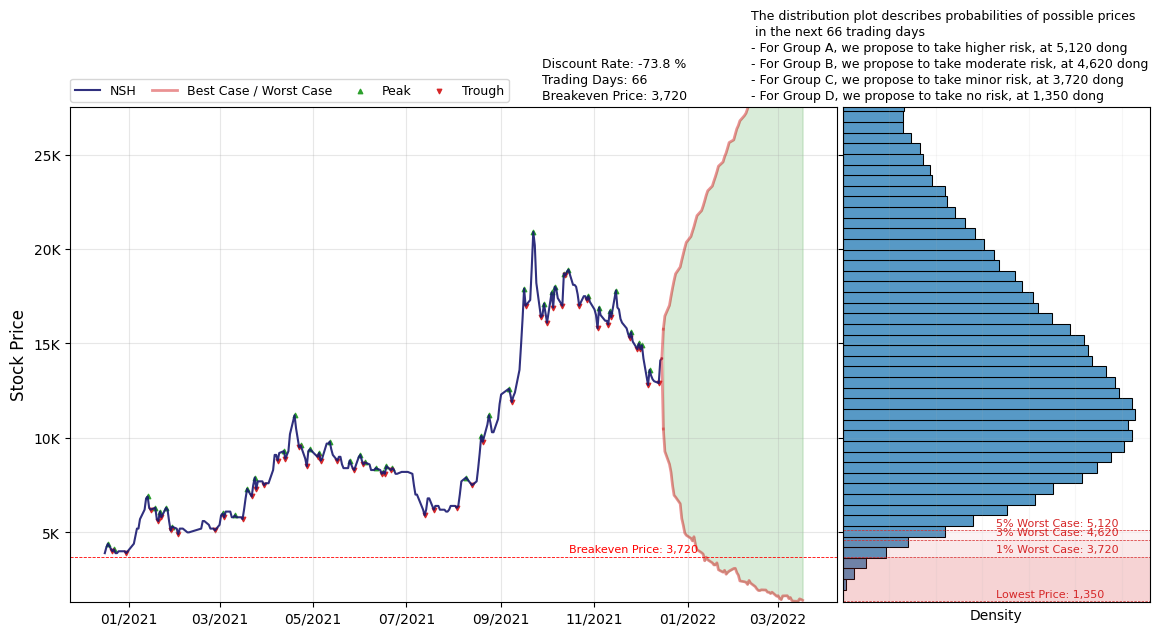 The distribution plot describes probabilities of possible prices
in the next 66 trading days
- For Group A, we propose to take higher risk, at 5,120 dong
- For Group B, we propose to take moderate risk, at 4,620 dong
- For Group C, we propose to take minor risk, at 3,720 dong
- For Group D, we propose to take no risk, at 1,350 dong
Discount Rate: -73.8 %
Trading Days: 66
Breakeven Price: 3,720
NSH Best Case / Worst Case Peak Trough
Stock Price
25K
20K
15K
10K
5K
Breakeven Price: 3,720
5% Worst Case: 5,120
3% Worst Case: 4,620
1% Worst Case: 3,720
Lowest Price: 1,350
01/2021 03/2021 05/2021 07/2021 09/2021 11/2021 01/2022 03/2022
Density